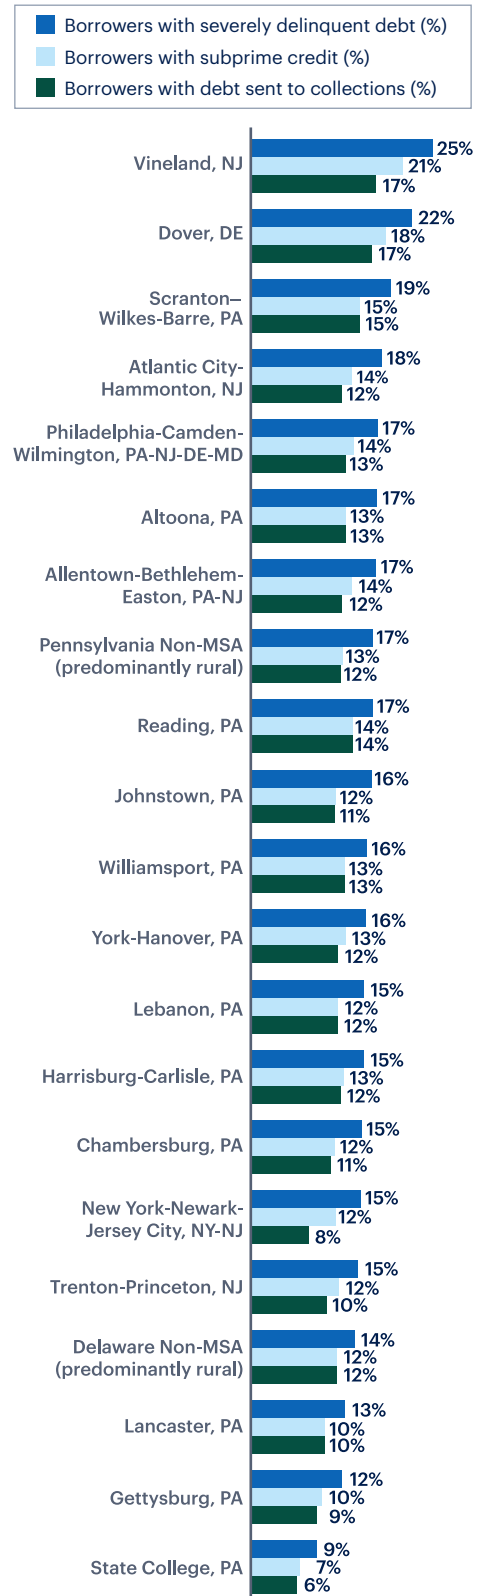 Borrowers with severely delinquent debt (%)
Borrowers with subprime credit (%)
Borrowers with debt sent to collections (%)
Vineland, NJ
25%
21%
17%
Dover, DE
22%
18%
17%
Scranton–
Wilkes-Barre, PA
19%
15%
15%
Atlantic City-
Hammonton, NJ
18%
14%
12%
Philadelphia-Camden-
Wilmington, PA-NJ-DE-MD
17%
14%
13%
Altoona, PA
17%
13%
13%
Allentown-Bethlehem-
Easton, PA-NJ
17%
14%
12%
Pennsylvania Non-MSA
(predominantly rural)
17%
13%
12%
Reading, PA
17%
14%
14%
Johnstown, PA
16%
12%
11%
Williamsport, PA
16%
13%
13%
York-Hanover, PA
16%
13%
12%
Lebanon, PA
15%
12%
12%
Harrisburg-Carlisle, PA
15%
13%
12%
Chambersburg, PA
15%
12%
11%
New York-Newark-
Jersey City, NY-NJ
15%
12%
8%
Trenton-Princeton, NJ
15%
12%
10%
Delaware Non-MSA
(predominantly rural)
14%
12%
12%
Lancaster, PA
13%
10%
10%
Gettysburg, PA
12%
10%
9%
State College, PA
9%
7%
6%